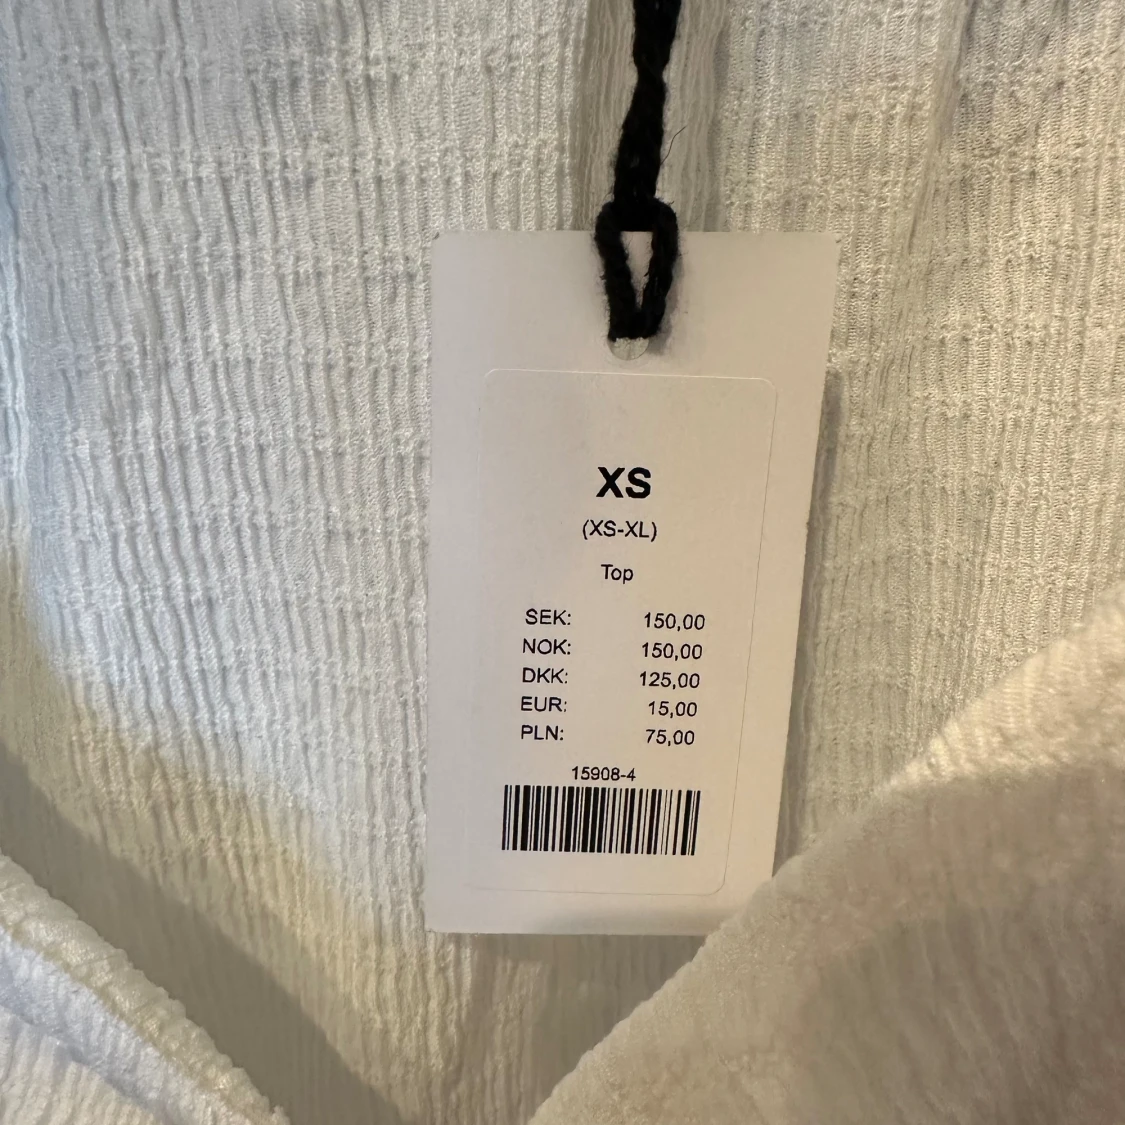 XS
(XS-XL)
Top
SEK: 150,00
NOK: 150,00
DKK: 125,00
EUR: 15,00
PLN: 75,00
15908-4